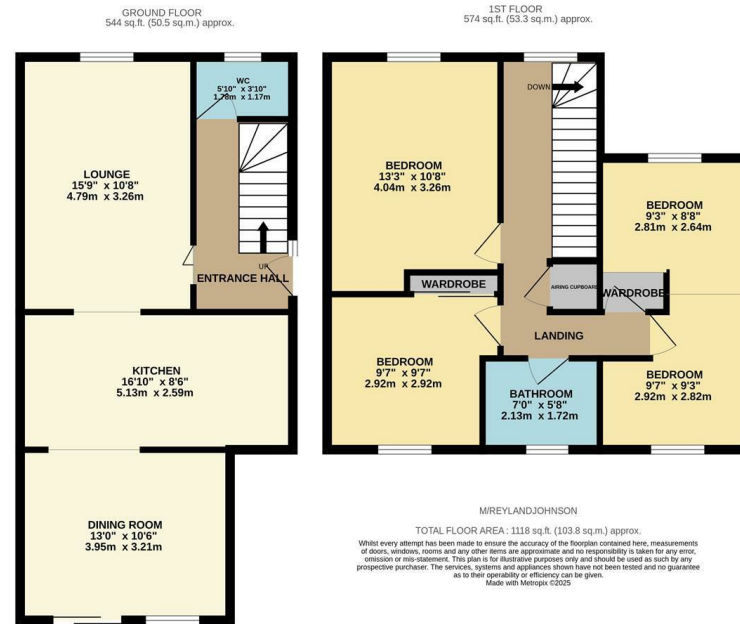 GROUND FLOOR
544 sq.ft. (50.5 sq.m.) approx.
WC
5'10" x 3'10"
1.78m x 1.17m
LOUNGE
15'9" x 10'8"
4.79m x 3.26m
UP
ENTRANCE HALL
KITCHEN
16'10" x 8'6"
5.13m x 2.59m
DINING ROOM
13'0" x 10'6"
3.95m x 3.21m
1ST FLOOR
574 sq.ft. (53.3 sq.m.) approx.
DOWN
BEDROOM
13'3" x 10'8"
4.04m x 3.26m
BEDROOM
9'3" x 8'8"
2.81m x 2.64m
WARDROBE
AIRING CUPBOARD
WARDROBE
LANDING
BEDROOM
9'7" x 9'7"
2.92m x 2.92m
BATHROOM
7'0" x 5'8"
2.13m x 1.72m
BEDROOM
9'7" x 9'3"
2.92m x 2.82m
M/REYLANDJOHNSON
TOTAL FLOOR AREA : 1118 sq.ft. (103.8 sq.m.) approx.
Whilst every attempt has been made to ensure the accuracy of the floorplan contained here, measurements
of doors, windows, rooms and any other items are approximate and no responsibility is taken for any error,
omission or mis-statement. This plan is for illustrative purposes only and should be used as such by any
prospective purchaser. The services, systems and appliances shown have not been tested and no guarantee
as to their operability or efficiency can be given.
Made with Metropix ©2025